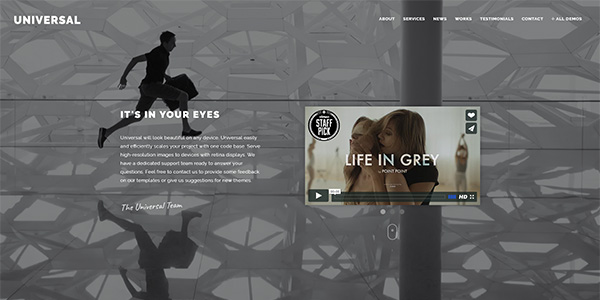 UNIVERSAL
ABOUT SERVICES NEWS WORKS TESTIMONIALS CONTACT + ALL DEMOS
IT'S IN YOUR EYES
Universal will look beautiful on any device. Universal easily
and efficiently scales your project with one code base. Serve
high-resolution images to devices with retina displays. We
have a dedicated support team ready to answer your
questions. Feel free to contact us to provide some feedback
on our templates or give us suggestions for new themes.
The Universal Team
STAFF
PICK
LIFE IN GREY
POINT POINT
HD